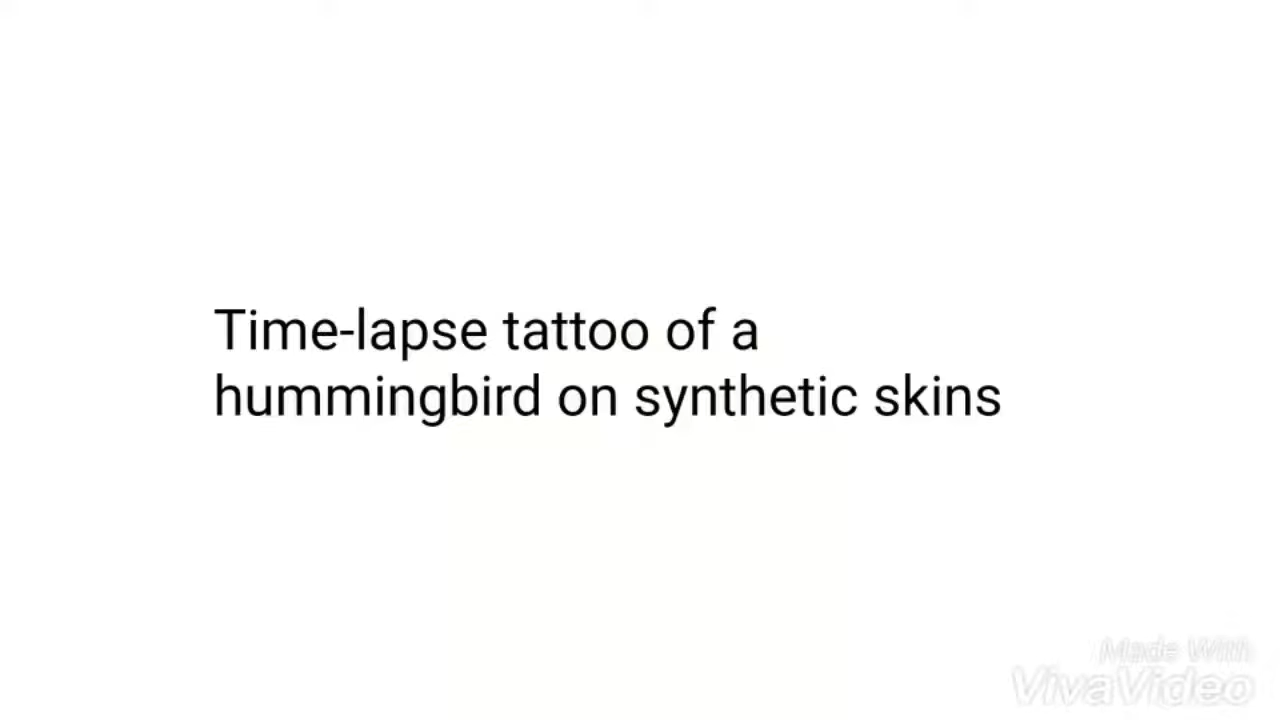 Time-lapse tattoo of a
hummingbird on synthetic skins
Made With
VivaVideo